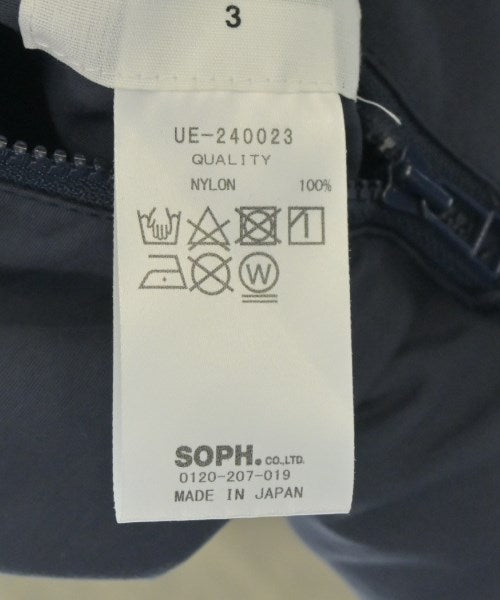 3
UE-240023
QUALITY
NYLON 100%
W
SOPH. CO.,LTD.
0120-207-019
MADE IN JAPAN